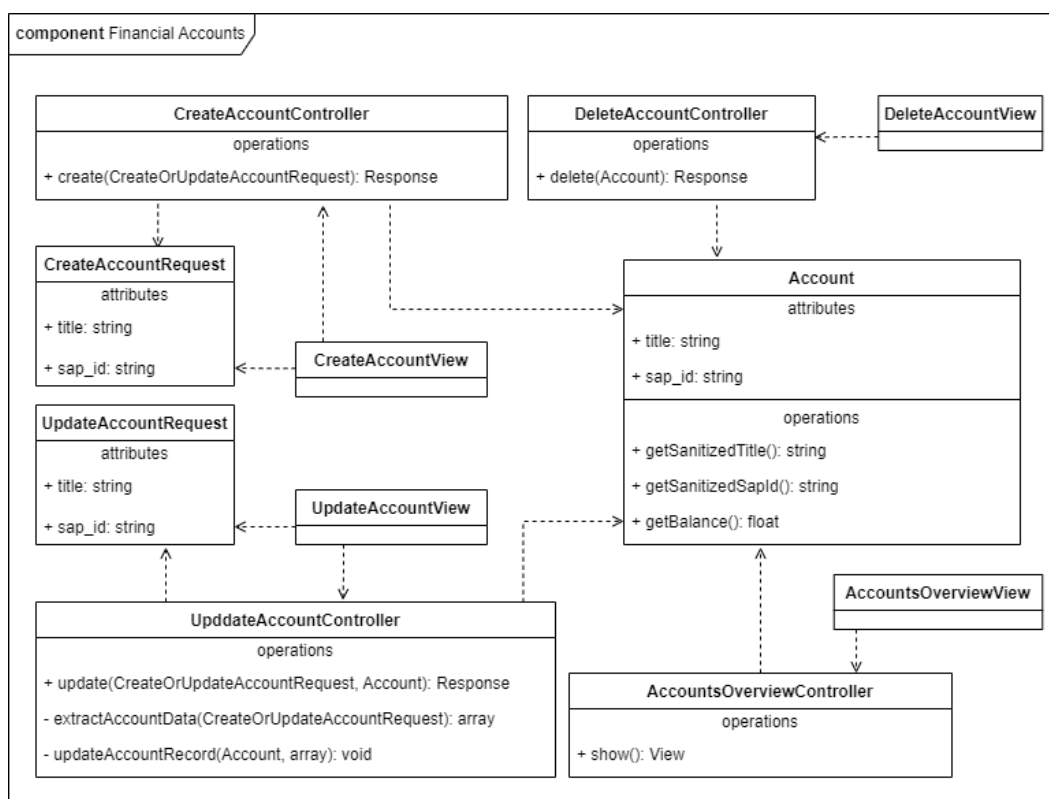 component Financial Accounts
CreateAccountController
operations
+ create(CreateOrUpdateAccountRequest): Response
DeleteAccountController
operations
+ delete(Account): Response
DeleteAccountView
CreateAccountRequest
attributes
+ title: string
+ sap_id: string
CreateAccountView
Account
attributes
+ title: string
+ sap_id: string
operations
+ getSanitizedTitle(): string
+ getSanitizedSapId(): string
+ getBalance(): float
UpdateAccountRequest
attributes
+ title: string
+ sap_id: string
UpdateAccountView
UpddateAccountController
operations
+ update(CreateOrUpdateAccountRequest, Account): Response
- extractAccountData(CreateOrUpdateAccountRequest): array
- updateAccountRecord(Account, array): void
AccountsOverviewView
AccountsOverviewController
operations
+ show(): View